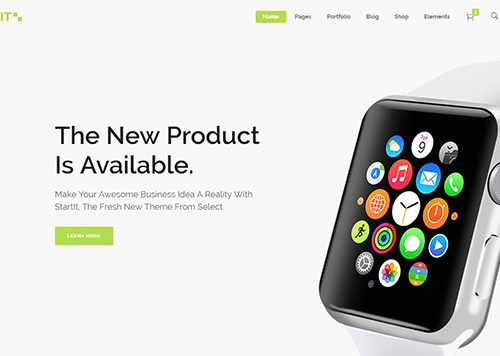 IT
Home Pages Portfolio Blog Shop Elements
2
The New Product
Is Available.
Make Your Awesome Business Idea A Reality With
StartIt, The Fresh New Theme From Select.
LEARN MORE
Tue
9